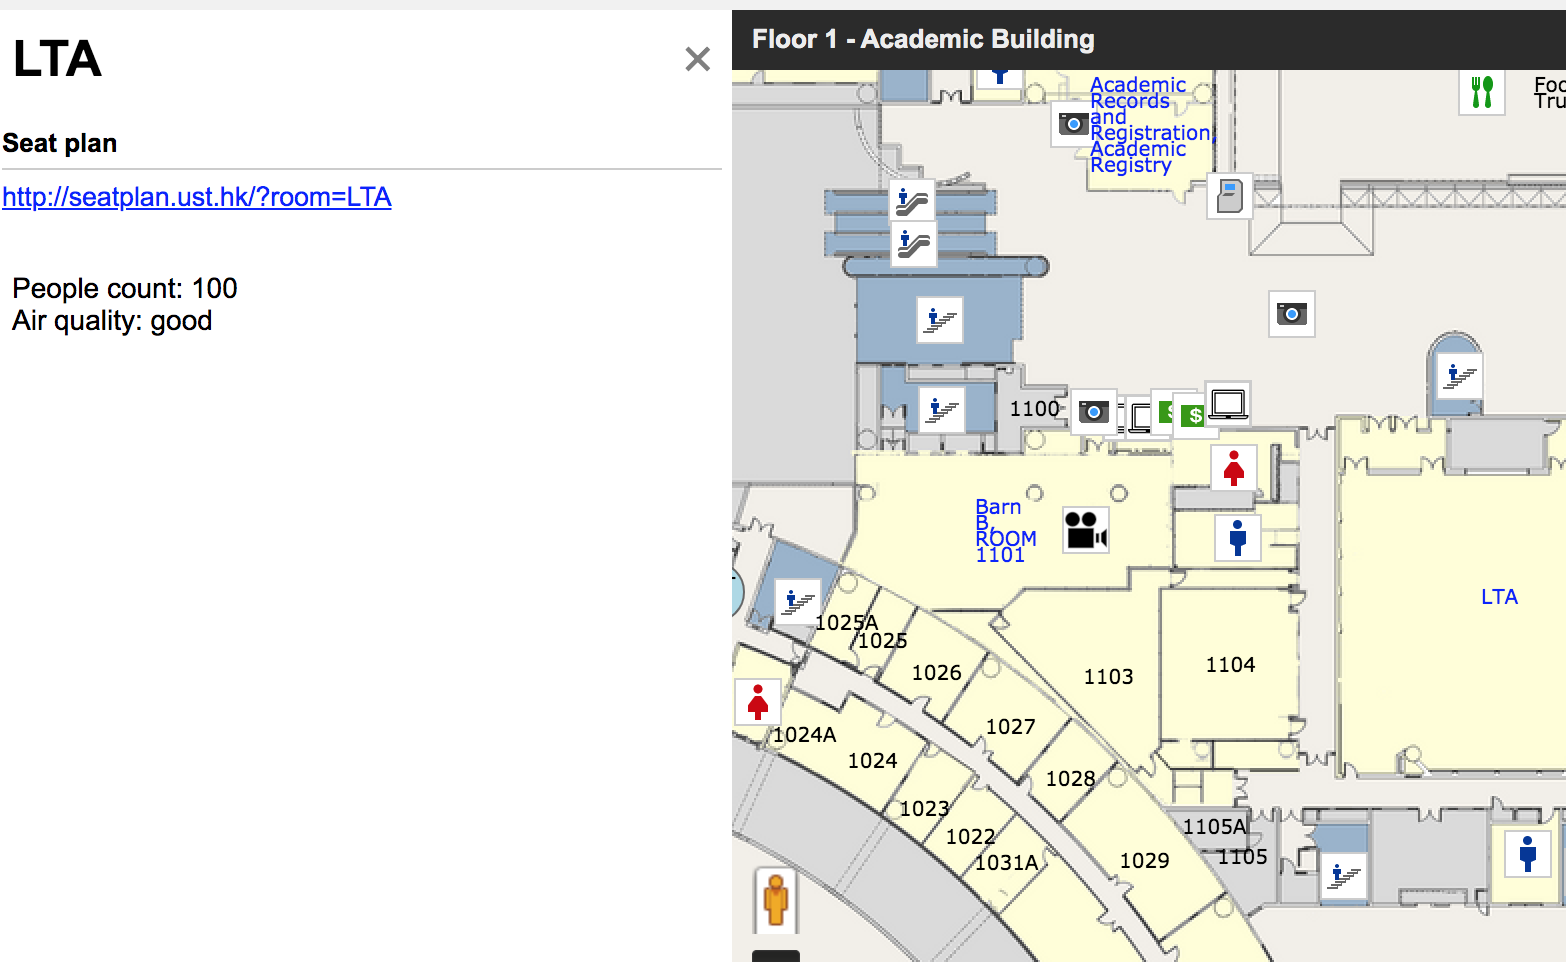 LTA
Seat plan
http://seatplan.ust.hk/?room=LTA
People count: 100
Air quality: good
Floor 1 - Academic Building
Academic
Records
and
Registration,
Academic
Registry
1100
$
$
Barn
B,
ROOM
1101
LTA
1025A
1025
1026
1103
1104
1027
1024A
1024
1028
1023
1022
1031A
1029
1105A
1105